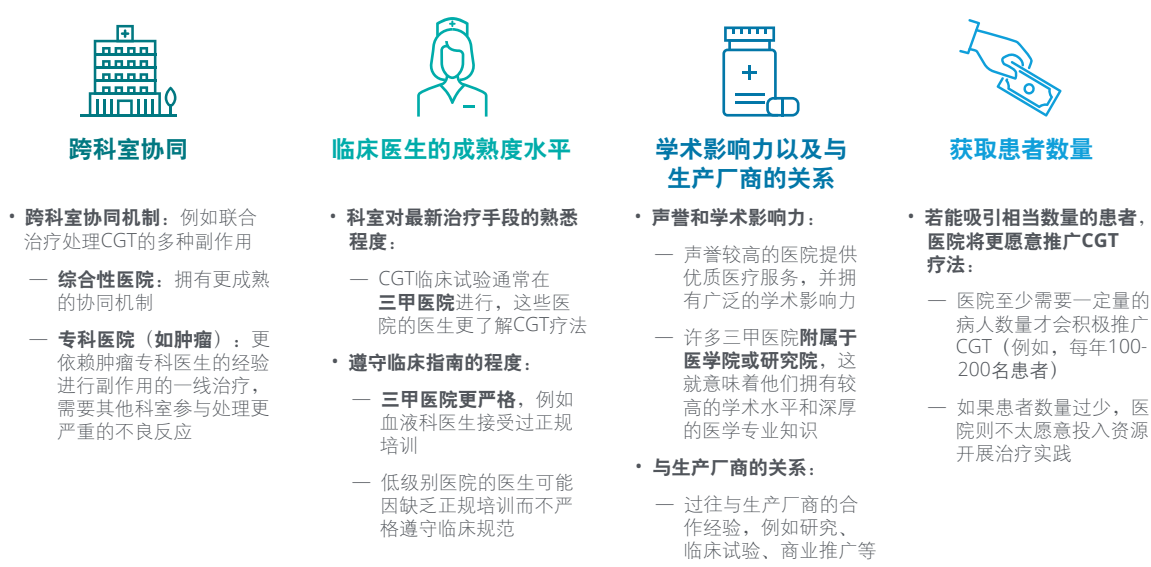 跨科室协同
• 跨科室协同机制：例如联合
治疗处理CGT的多种副作用
— 综合性医院：拥有更成熟
的协同机制
— 专科医院（如肿瘤）：更
依赖肿瘤专科医生的经验
进行副作用的一线治疗，
需要其他科室参与处理更
严重的不良反应
临床医生的成熟度水平
• 科室对最新治疗手段的熟悉
程度：
— CGT临床试验通常在
三甲医院进行，这些医
院的医生更了解CGT疗法
• 遵守临床指南的程度：
— 三甲医院更严格，例如
血液科医生接受过正规
培训
— 低级别医院的医生可能
因缺乏正规培训而不严
格遵守临床规范
学术影响力以及与
生产厂商的关系
• 声誉和学术影响力：
— 声誉较高的医院提供
优质医疗服务，并拥
有广泛的学术影响力
— 许多三甲医院附属于
医学院或研究院，这
就意味着他们拥有较
高的学术水平和深厚
的医学专业知识
• 与生产厂商的关系：
— 过往与生产厂商的合
作经验，例如研究、
临床试验、商业推广等
获取患者数量
• 若能吸引相当数量的患者，
医院将更愿意推广CGT
疗法：
— 医院至少需要一定量的
病人数量才会积极推广
CGT（例如，每年100-
200名患者）
— 如果患者数量过少，医
院则不太愿意投入资源
开展治疗实践